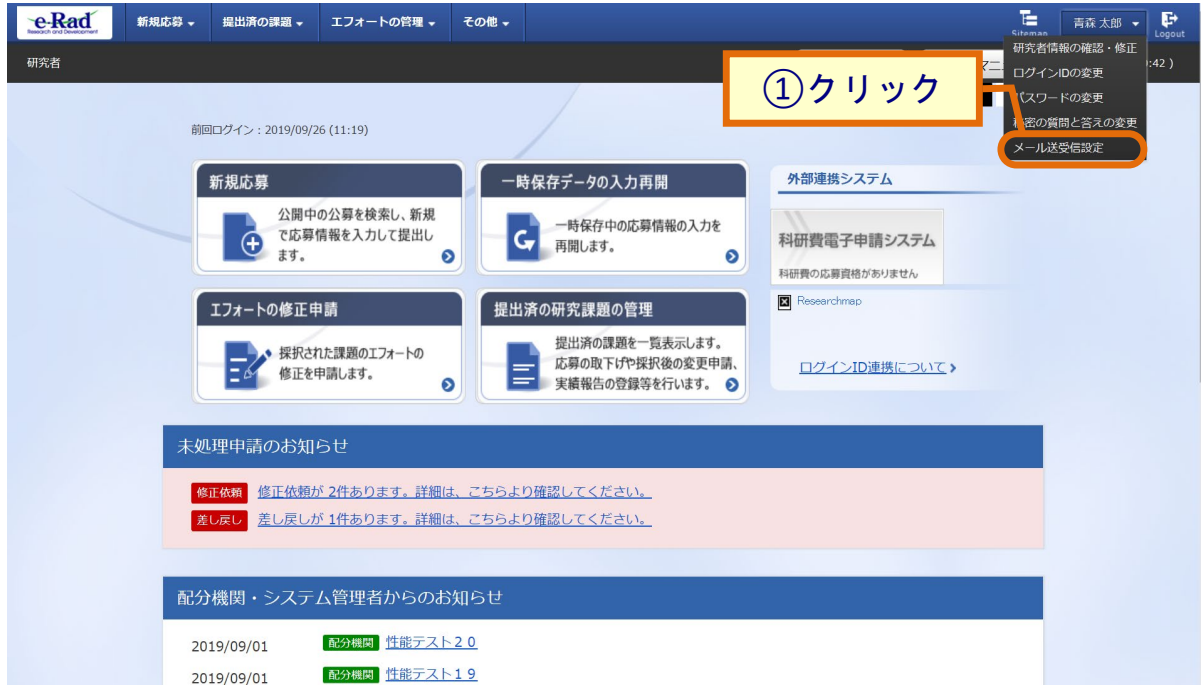 e-Rad
Research and Development
新規応募
提出済の課題
エフォートの管理
その他
Sitemap
青森 太郎
Logout
研究者
:42 )
研究者情報の確認・修正
ログインIDの変更
パスワードの変更
秘密の質問と答えの変更
メール送受信設定
①クリック
前回ログイン : 2019/09/26 (11:19)
新規応募
公開中の公募を検索し、新規
で応募情報を入力して提出し
ます。
一時保存データの入力再開
一時保存中の応募情報の入力を
再開します。
外部連携システム
科研費電子申請システム
科研費の応募資格がありません
エフォートの修正申請
採択された課題のエフォートの
修正を申請します。
提出済の研究課題の管理
提出済の課題を一覧表示します。
応募の取下げや採択後の変更申請、
実績報告の登録等を行います。
Researchmap
ログインID連携について
未処理申請のお知らせ
修正依頼 修正依頼が 2件あります。詳細は、こちらより確認してください。
差し戻し 差し戻しが 1件あります。詳細は、こちらより確認してください。
配分機関・システム管理者からのお知らせ
2019/09/01 配分機関 性能テスト２０
2019/09/01 配分機関 性能テスト１９